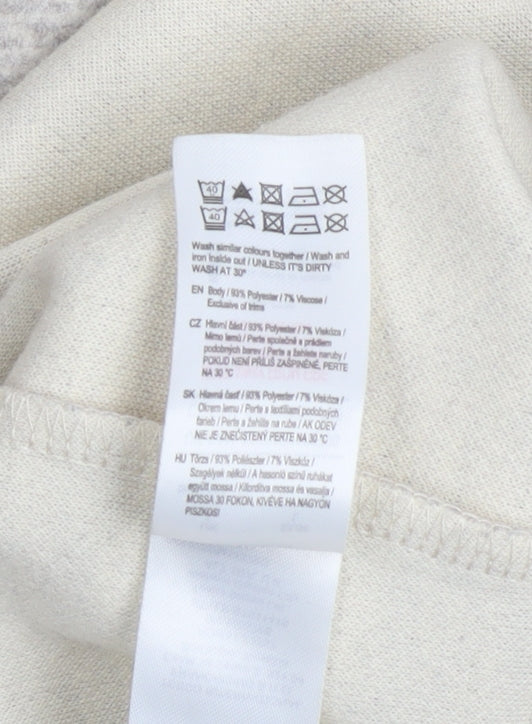 40
40
Wash similar colours together / Wash and
iron inside out / UNLESS IT'S DIRTY
WASH AT 30°
EN Body / 93% Polyester / 7% Viscose /
Exclusive of trims
CZ Hlavní část / 93% Polyester / 7% Viskóza /
Mimo lemů / Perte společně s prádlem
podobných barev / Perte a žehlete naruby /
POKUD NENÍ PŘÍLIŠ ZAŠPINĚNÉ, PERTE
NA 30 °C
SK Hlavná časť / 93% Polyester / 7% Viskóza /
Okrem lemu / Perte s textíliami podobných
farieb / Perte a žehlite na rube / AK ODEV
NIE JE ZNEČISTENÝ PERTE NA 30 °C
HU Törzs / 93% Poliészter / 7% Viszkóz /
Szegélyek nélkül / A hasonló színű ruhákat
együtt mossa / Kifordítva mossa és vasalja /
MOSSA 30 FOKON, KIVÉVE HA NAGYON
PISZKOS!